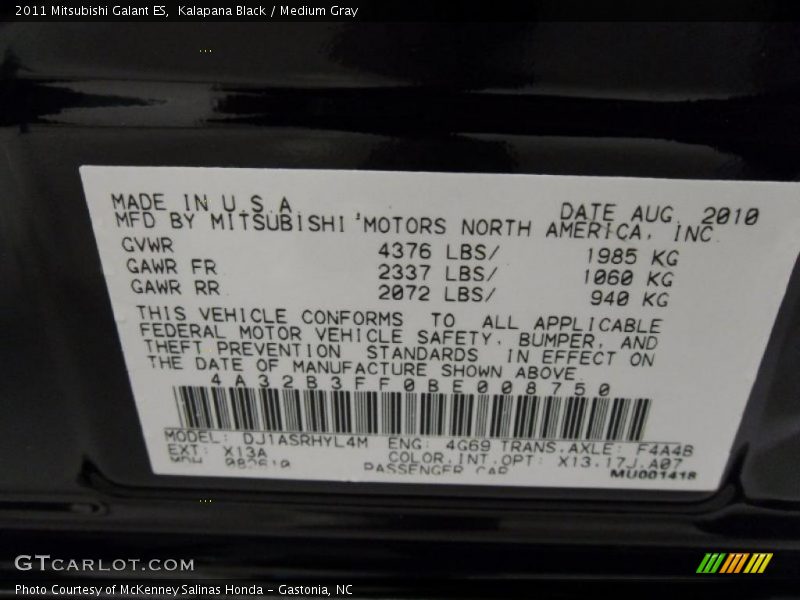 2011 Mitsubishi Galant ES, Kalapana Black / Medium Gray
MADE IN U S A
DATE AUG. 2010
MFD BY MITSUBISHI MOTORS NORTH AMERICA, INC.
GVWR 4376 LBS/ 1985 KG
GAWR FR 2337 LBS/ 1060 KG
GAWR RR 2072 LBS/ 940 KG
THIS VEHICLE CONFORMS TO ALL APPLICABLE
FEDERAL MOTOR VEHICLE SAFETY, BUMPER, AND
THEFT PREVENTION STANDARDS IN EFFECT ON
THE DATE OF MANUFACTURE SHOWN ABOVE
4A32B3FF0BE008750
MODEL: DJ1ASRHYL4M ENG: 4G69 TRANS.AXLE: F4A4B
EXT: X13A COLOR.INT.OPT: X13.17J.A07
082610 PASSENGER CAR MU001418
GTCARLOT.COM
Photo Courtesy of McKenney Salinas Honda - Gastonia, NC